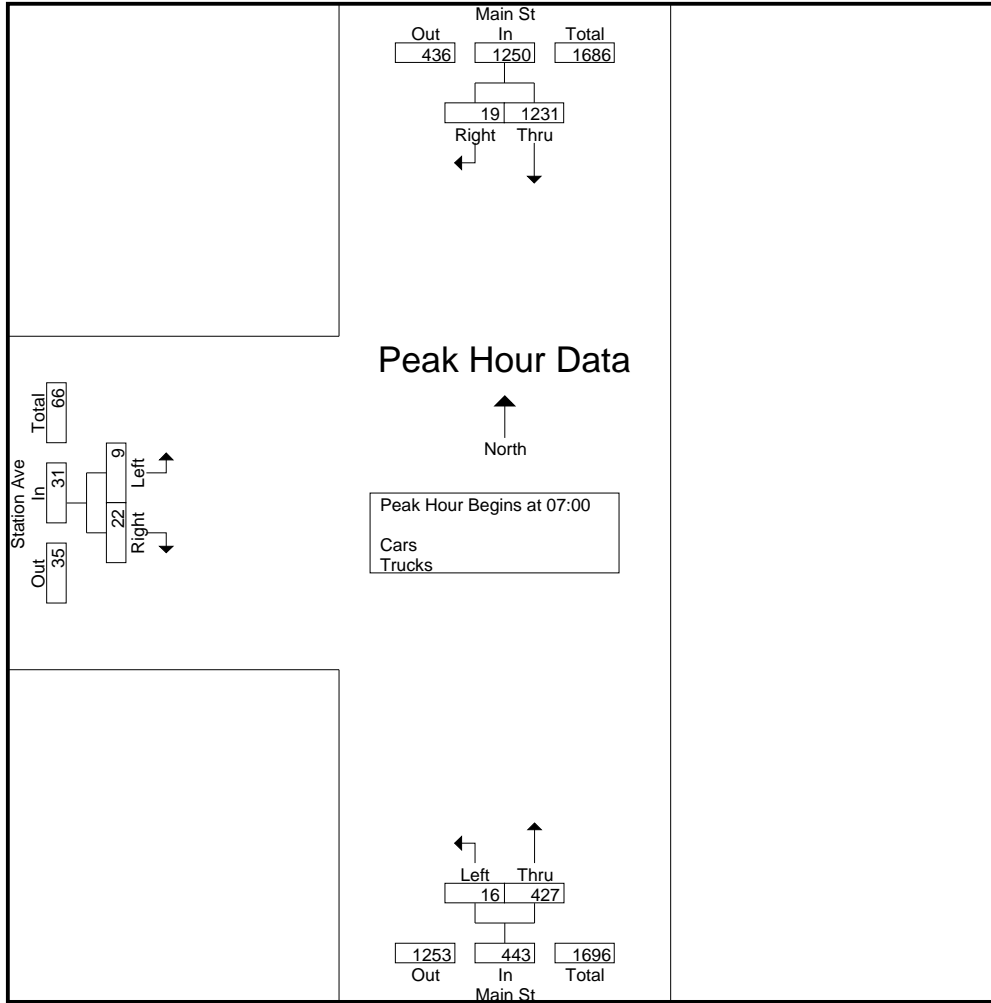 Main St
Out In Total
436 1250 1686
19 1231
Right Thru
Peak Hour Data
North
Peak Hour Begins at 07:00
Cars
Trucks
Station Ave
Out In Total
35 31 66
22 9
Right Left
Left Thru
16 427
1253 443 1696
Out In Total
Main St